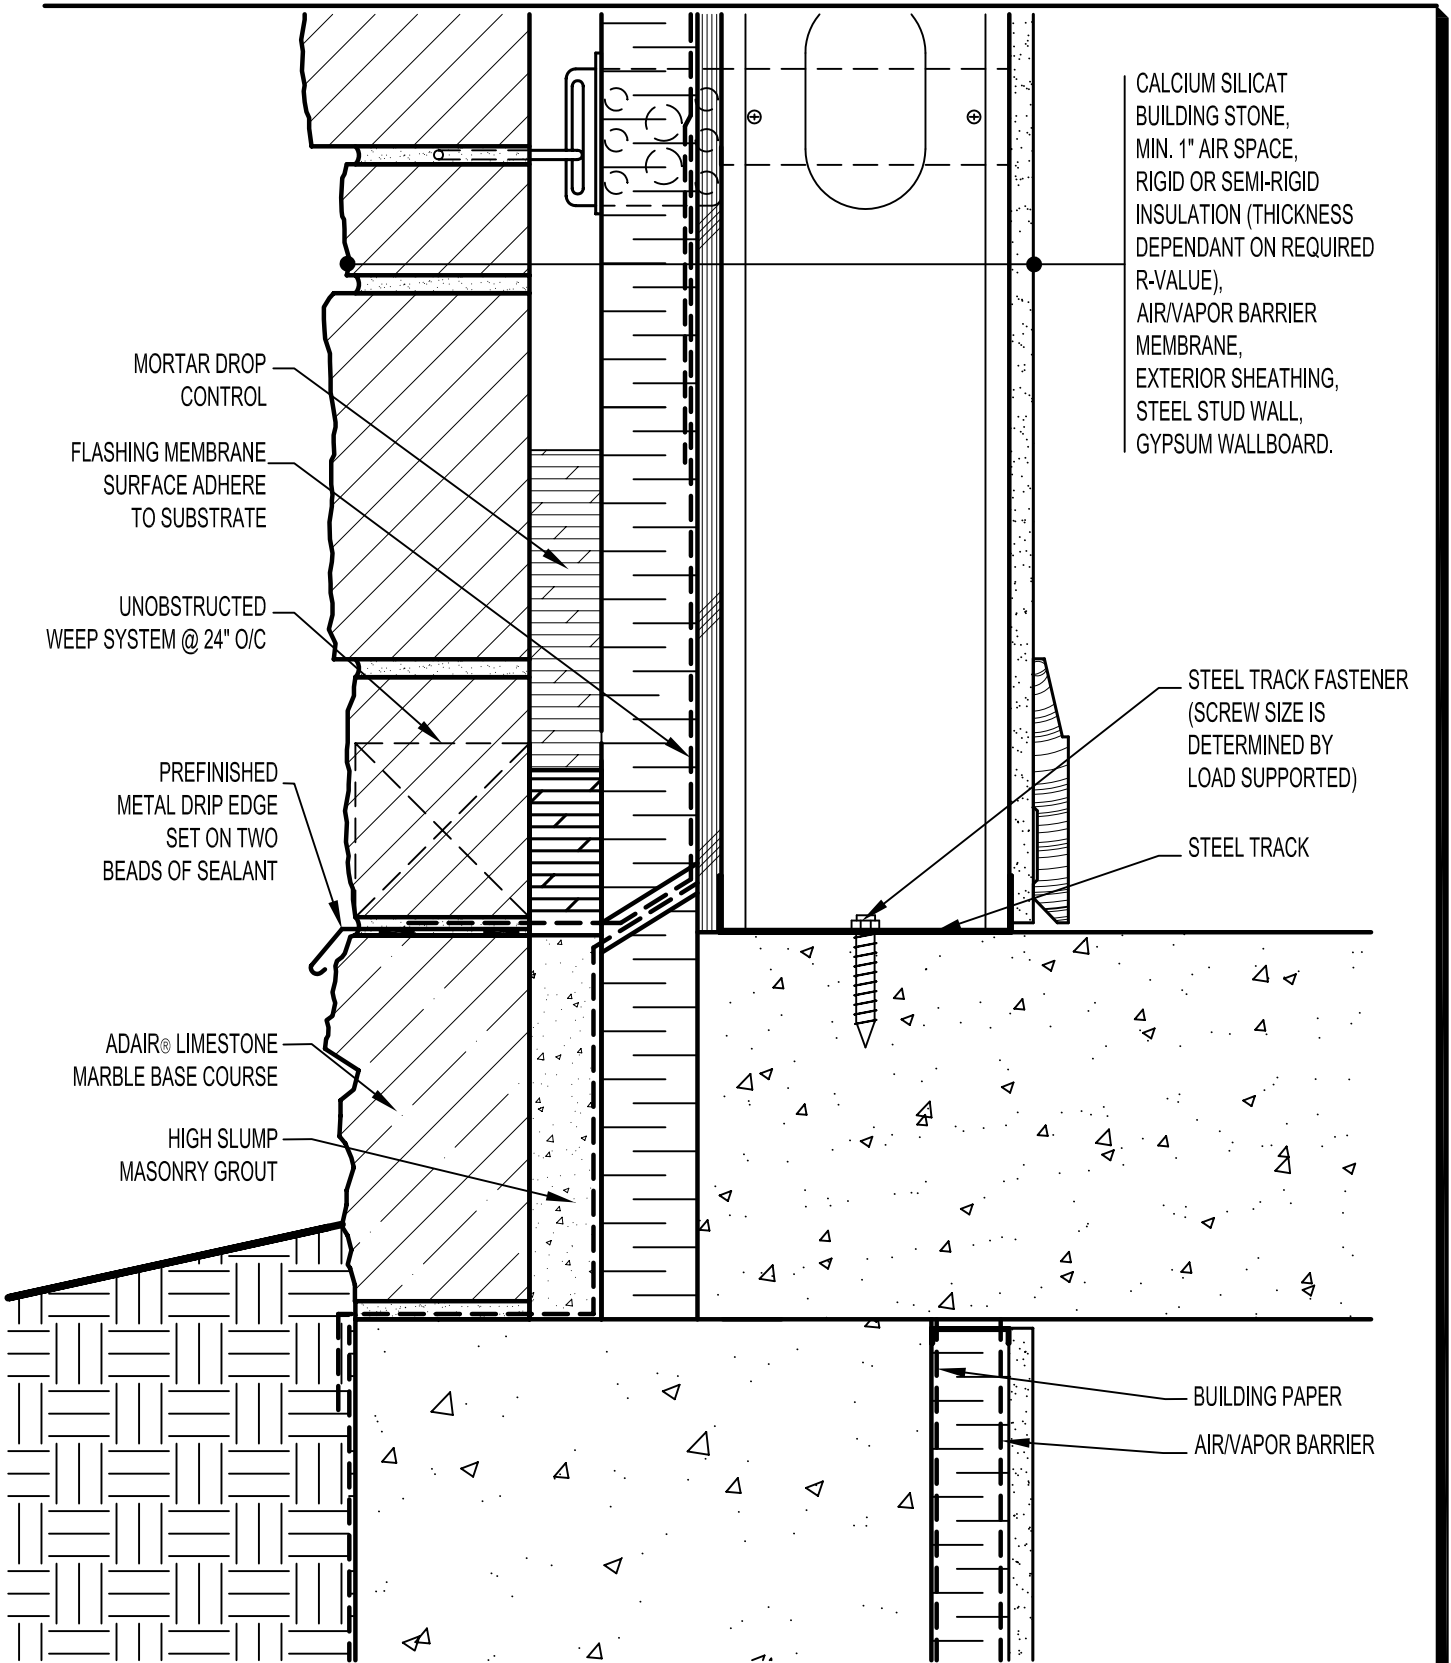 CALCIUM SILICAT
BUILDING STONE,
MIN. 1" AIR SPACE,
RIGID OR SEMI-RIGID
INSULATION (THICKNESS
DEPENDANT ON REQUIRED
R-VALUE),
AIR/VAPOR BARRIER
MEMBRANE,
EXTERIOR SHEATHING,
STEEL STUD WALL,
GYPSUM WALLBOARD.
MORTAR DROP
CONTROL
FLASHING MEMBRANE
SURFACE ADHERE
TO SUBSTRATE
UNOBSTRUCTED
WEEP SYSTEM @ 24" O/C
PREFINISHED
METAL DRIP EDGE
SET ON TWO
BEADS OF SEALANT
ADAIR® LIMESTONE
MARBLE BASE COURSE
HIGH SLUMP
MASONRY GROUT
STEEL TRACK FASTENER
(SCREW SIZE IS
DETERMINED BY
LOAD SUPPORTED)
STEEL TRACK
BUILDING PAPER
AIR/VAPOR BARRIER